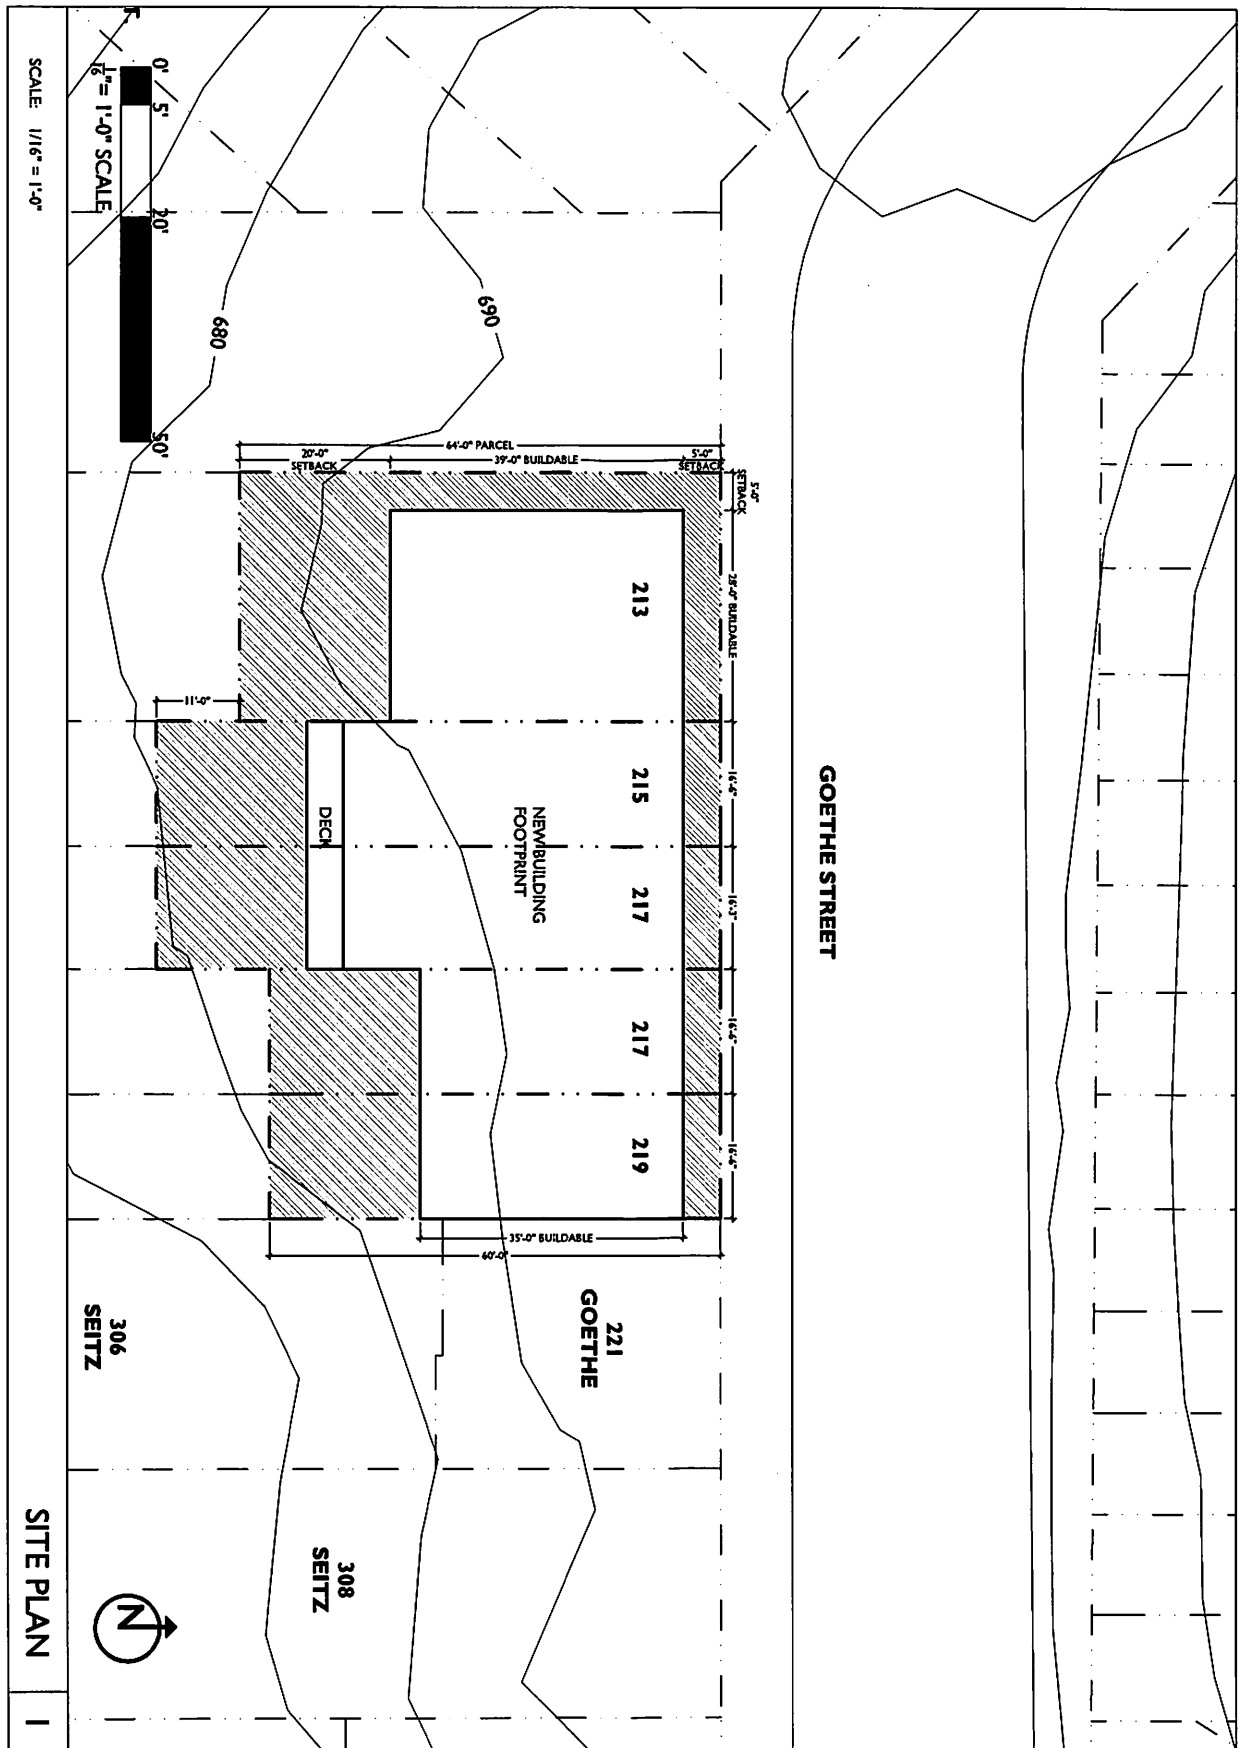 GOETHE STREET
5'-0"
SETBACK
28'-0" BUILDABLE
16'-6"
16'-3"
16'-6"
16'-6"
5'-0"
SETBACK
39'-0" BUILDABLE
64'-0" PARCEL
20'-0"
SETBACK
213
215
217
217
219
NEW BUILDING
FOOTPRINT
DECK
11'-0"
35'-0" BUILDABLE
60'-0"
221
GOETHE
690
680
308
SEITZ
306
SEITZ
0'
5'
20'
50'
1/16"= 1'-0" SCALE
N
SCALE: 1/16" = 1'-0"
SITE PLAN
1